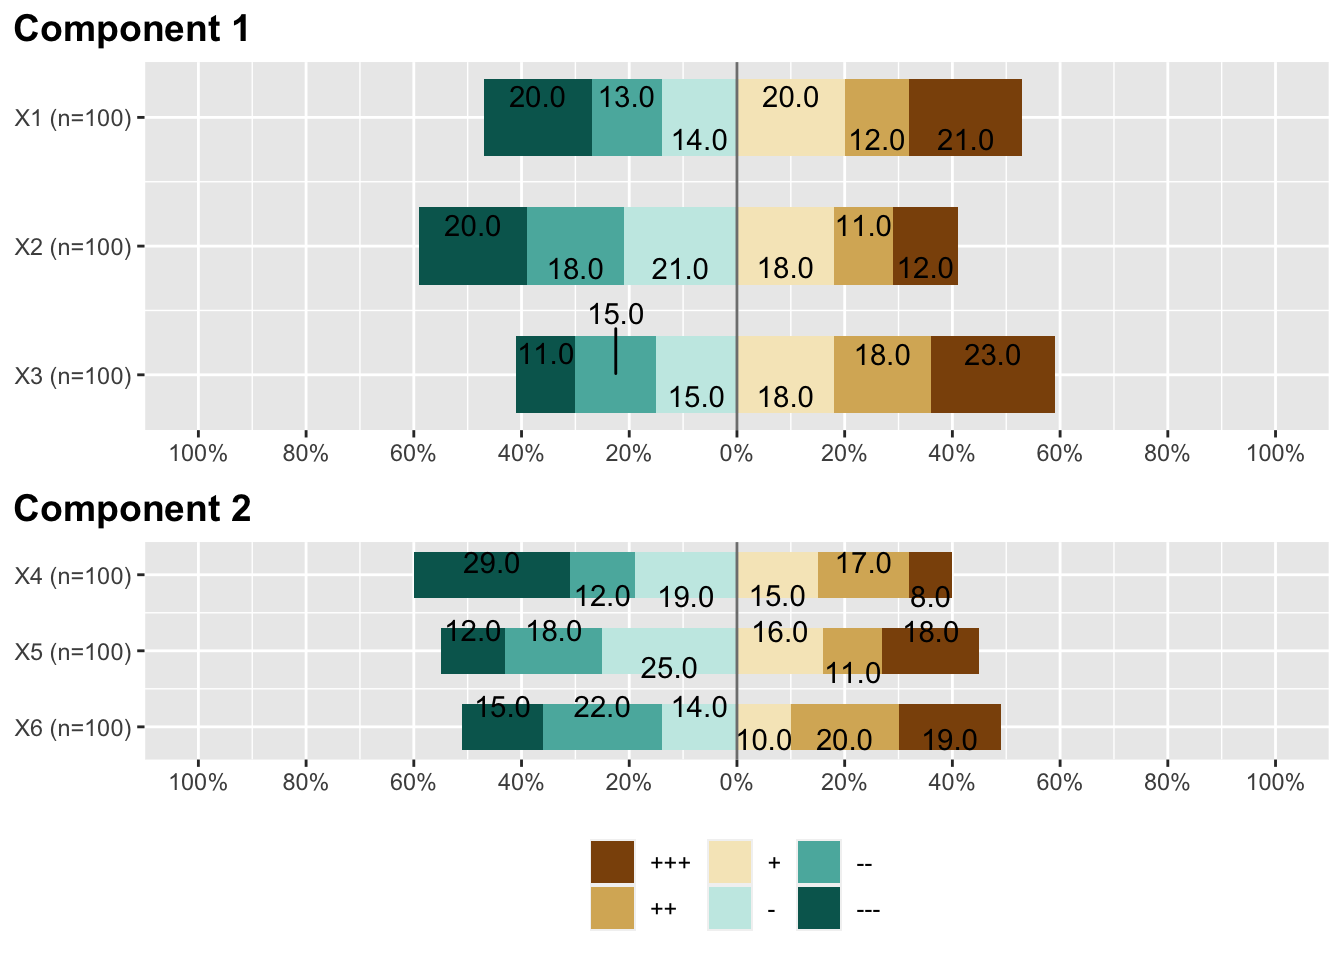 Component 1
X1 (n=100) 20.0 13.0 14.0 20.0 12.0 21.0
X2 (n=100) 20.0 18.0 21.0 18.0 11.0 12.0
15.0
X3 (n=100) 11.0 15.0 18.0 18.0 23.0
100% 80% 60% 40% 20% 0% 20% 40% 60% 80% 100%
Component 2
X4 (n=100) 29.0 12.0 19.0 15.0 17.0 8.0
X5 (n=100) 12.0 18.0 25.0 16.0 11.0 18.0
X6 (n=100) 15.0 22.0 14.0 10.0 20.0 19.0
100% 80% 60% 40% 20% 0% 20% 40% 60% 80% 100%
+++ + --
++ - ---